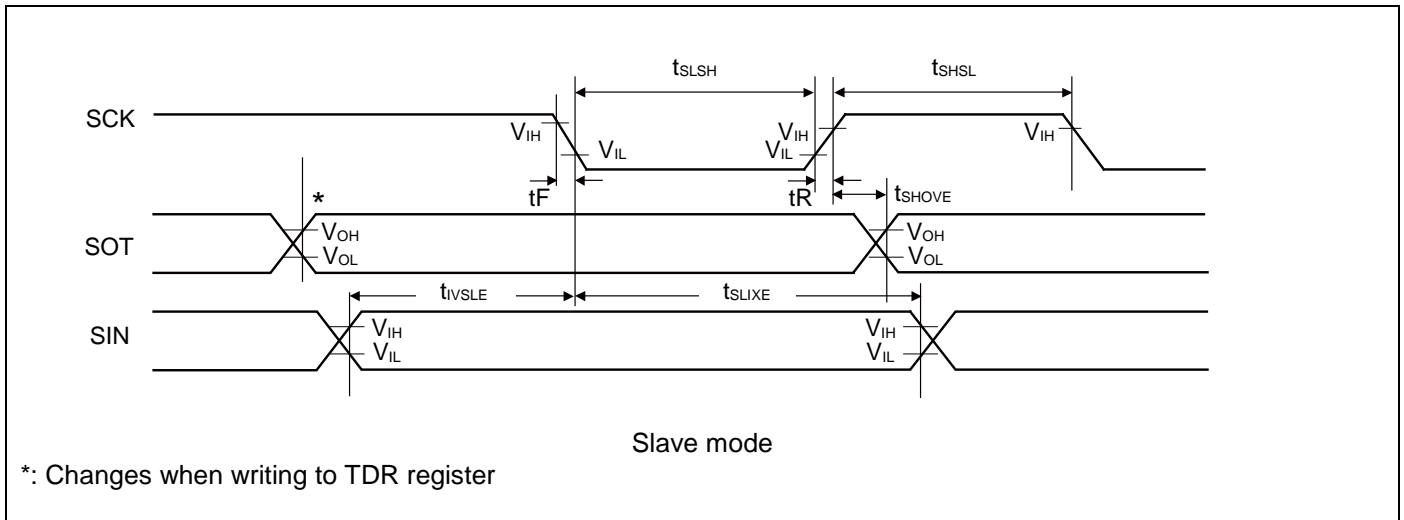 tSLSH
tSHSL
SCK
VIH
VIL
VIL
VIH
VIH
tF
tR
tSHOVE
*
SOT
VOH
VOL
VOH
VOL
tIVSLE
tSLIXE
SIN
VIH
VIL
VIH
VIL
Slave mode
*: Changes when writing to TDR register